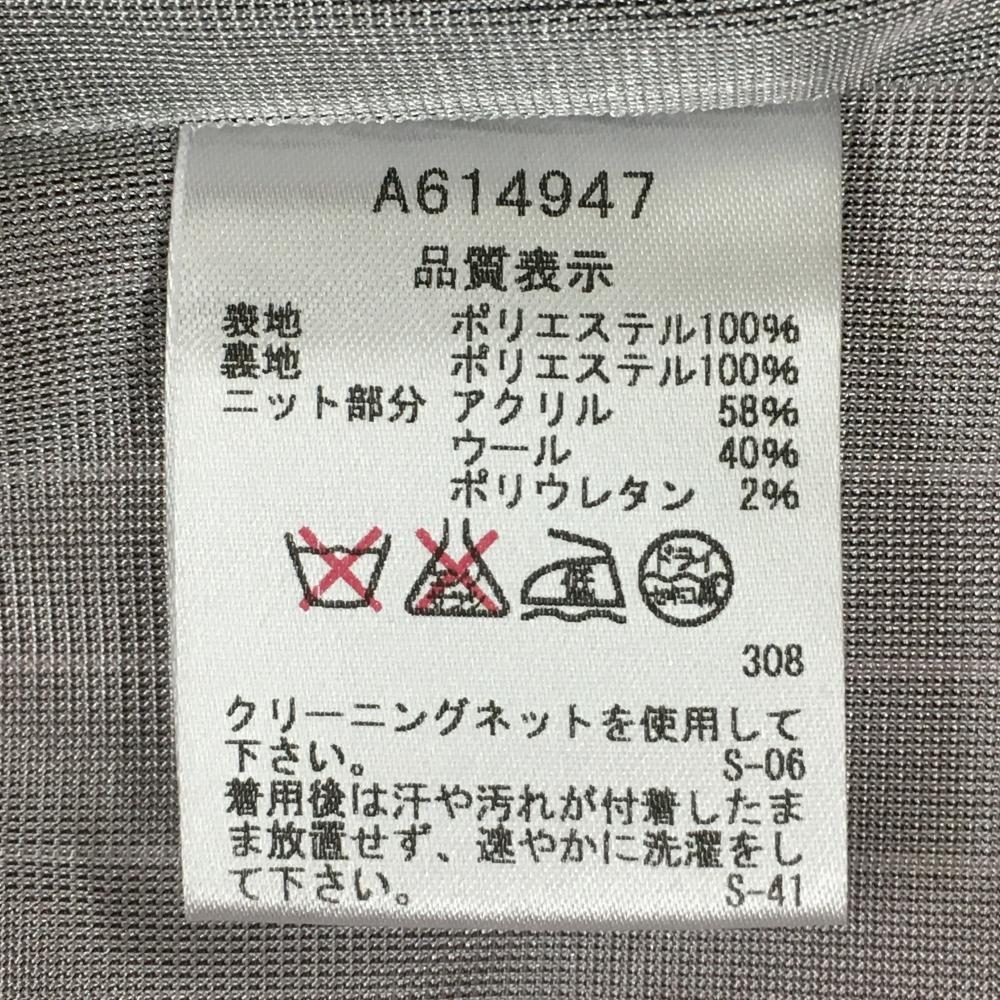 A614947
品質表示
表地 ポリエステル100%
裏地 ポリエステル100%
ニット部分 アクリル 58%
ウール 40%
ポリウレタン 2%
低
ドライ
308
クリーニングネットを使用して
下さい。 S-06
着用後は汗や汚れが付着したま
ま放置せず、速やかに洗濯をし
て下さい。 S-41